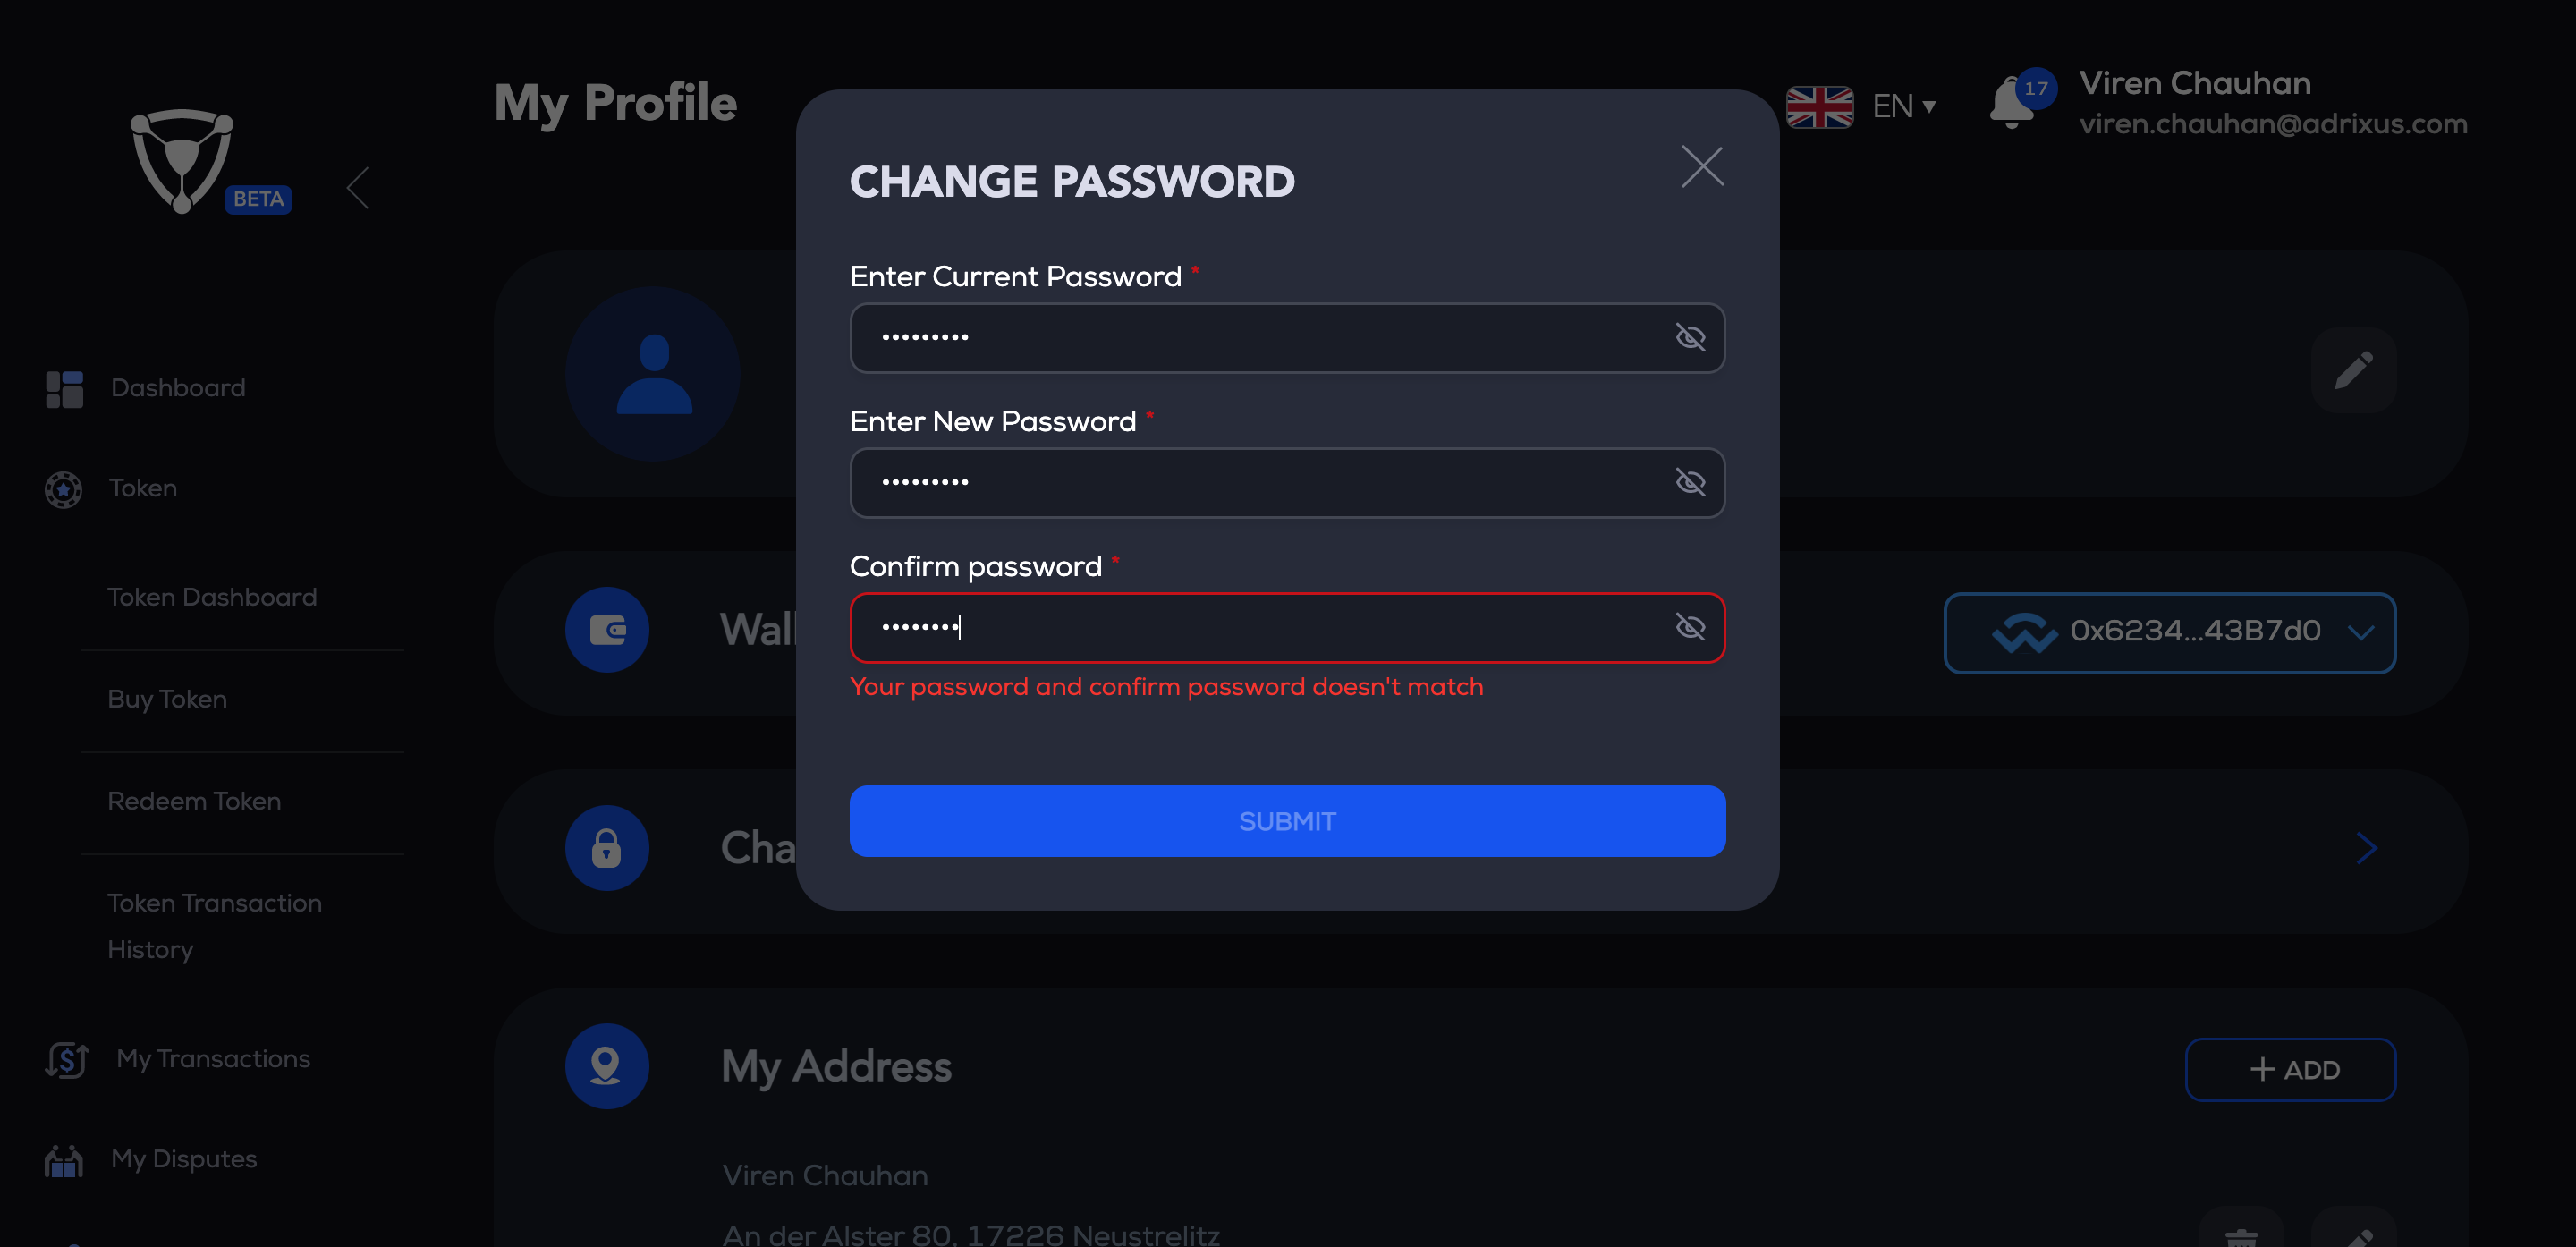 BETA
My Profile
EN
17
Viren Chauhan
viren.chauhan@adrixus.com
Dashboard
Token
Token Dashboard
Buy Token
Redeem Token
Token Transaction
History
My Transactions
My Disputes
CHANGE PASSWORD
Enter Current Password *
Enter New Password *
Confirm password *
Your password and confirm password doesn't match
SUBMIT
Wall
0x6234...43B7d0
Cha
My Address
+ ADD
Viren Chauhan
An der Alster 80, 17226 Neustrelitz